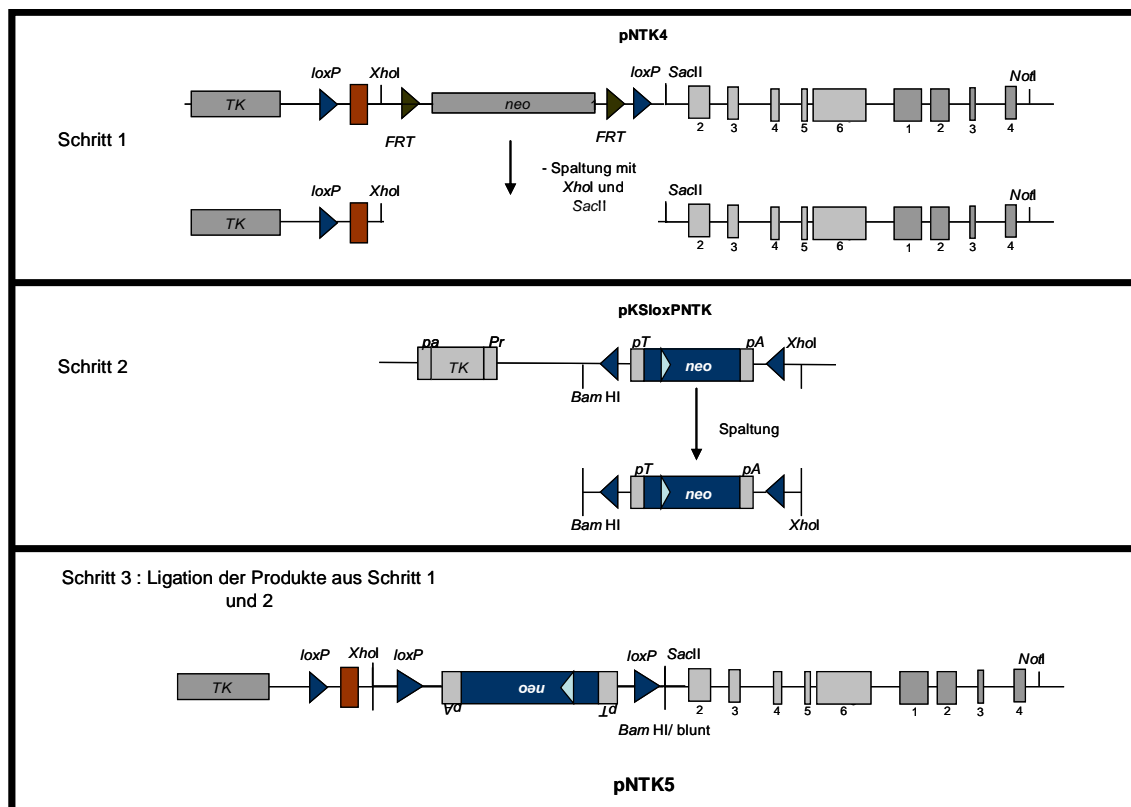 pNTK4
loxP XhoI loxP SacII NotI
TK neo
FRT FRT
2 3 4 5 6 1 2 3 4
Schritt 1
- Spaltung mit
XhoI und
SacII
loxP XhoI SacII NotI
TK
2 3 4 5 6 1 2 3 4
pKSloxPNTK
Schritt 2
pa Pr pT pA XhoI
TK neo
Bam HI
Spaltung
pT pA
neo
Bam HI XhoI
Schritt 3 : Ligation der Produkte aus Schritt 1
und 2
loxP XhoI loxP loxP SacII NotI
TK neo
pA pT
2 3 4 5 6 1 2 3 4
Bam HI/ blunt
pNTK5